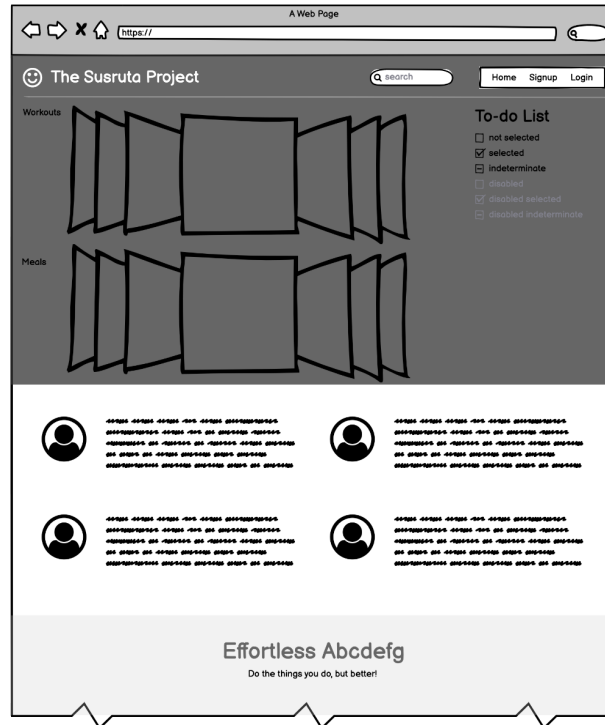 A Web Page
https://
The Susruta Project
search
Home Signup Login
Workouts
To-do List
not selected
selected
indeterminate
disabled
disabled selected
disabled indeterminate
Meals
Effortless Abcdefg
Do the things you do, but better!